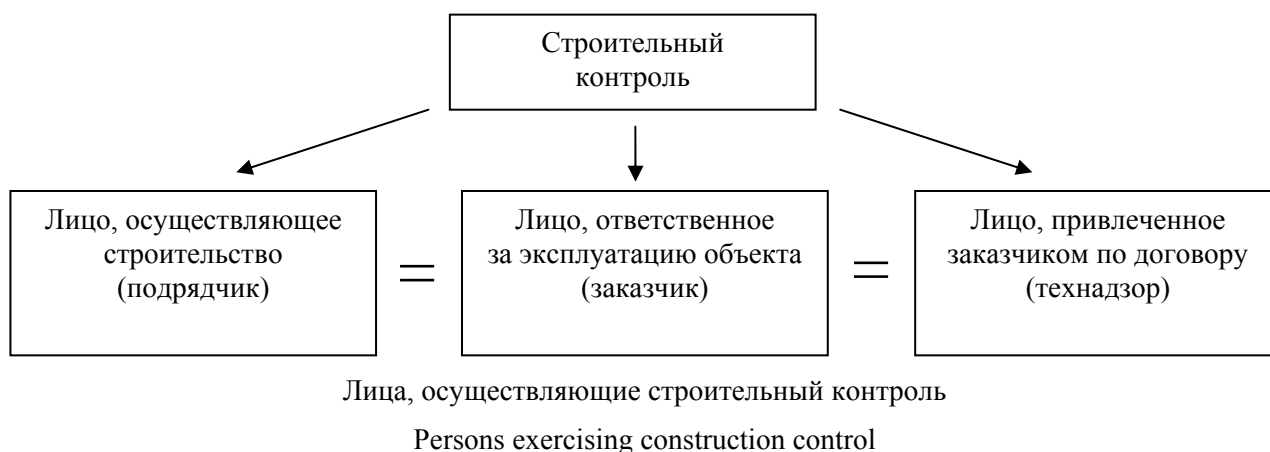 Строительный
контроль
Лицо, осуществляющее
строительство
(подрядчик)
=
Лицо, ответственное
за эксплуатацию объекта
(заказчик)
=
Лицо, привлеченное
заказчиком по договору
(технадзор)
Лица, осуществляющие строительный контроль
Persons exercising construction control